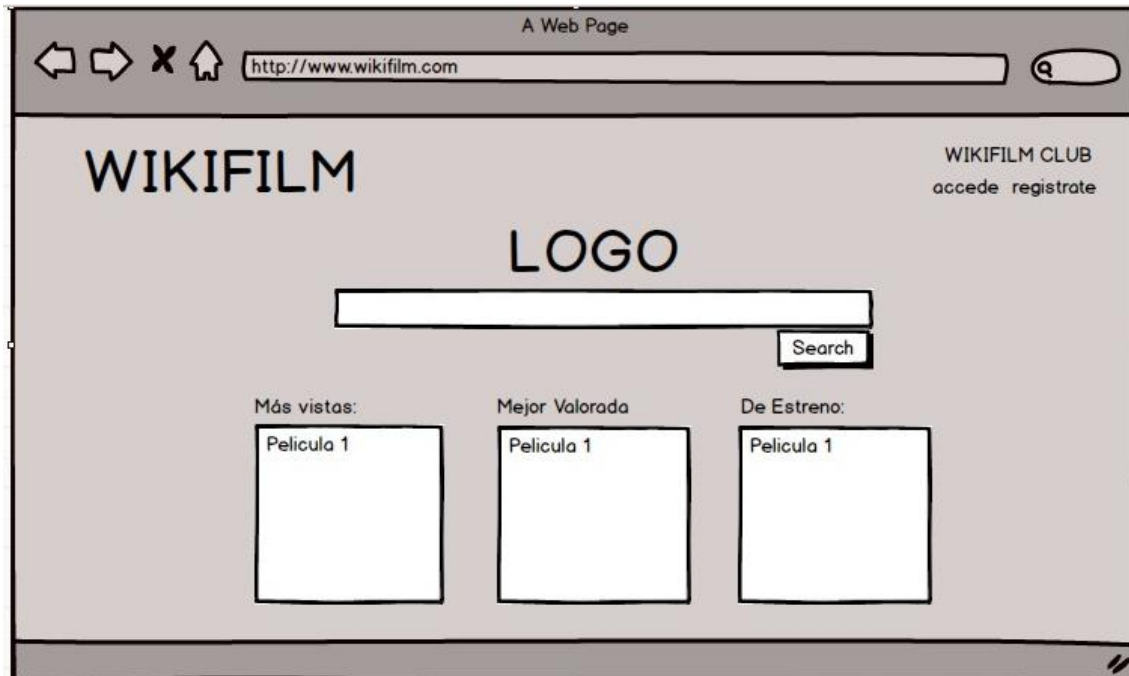 A Web Page
http://www.wikifilm.com
WIKIFILM
WIKIFILM CLUB
accede registrate
LOGO
Search
Más vistas:
Mejor Valorada
De Estreno:
Pelicula 1
Pelicula 1
Pelicula 1